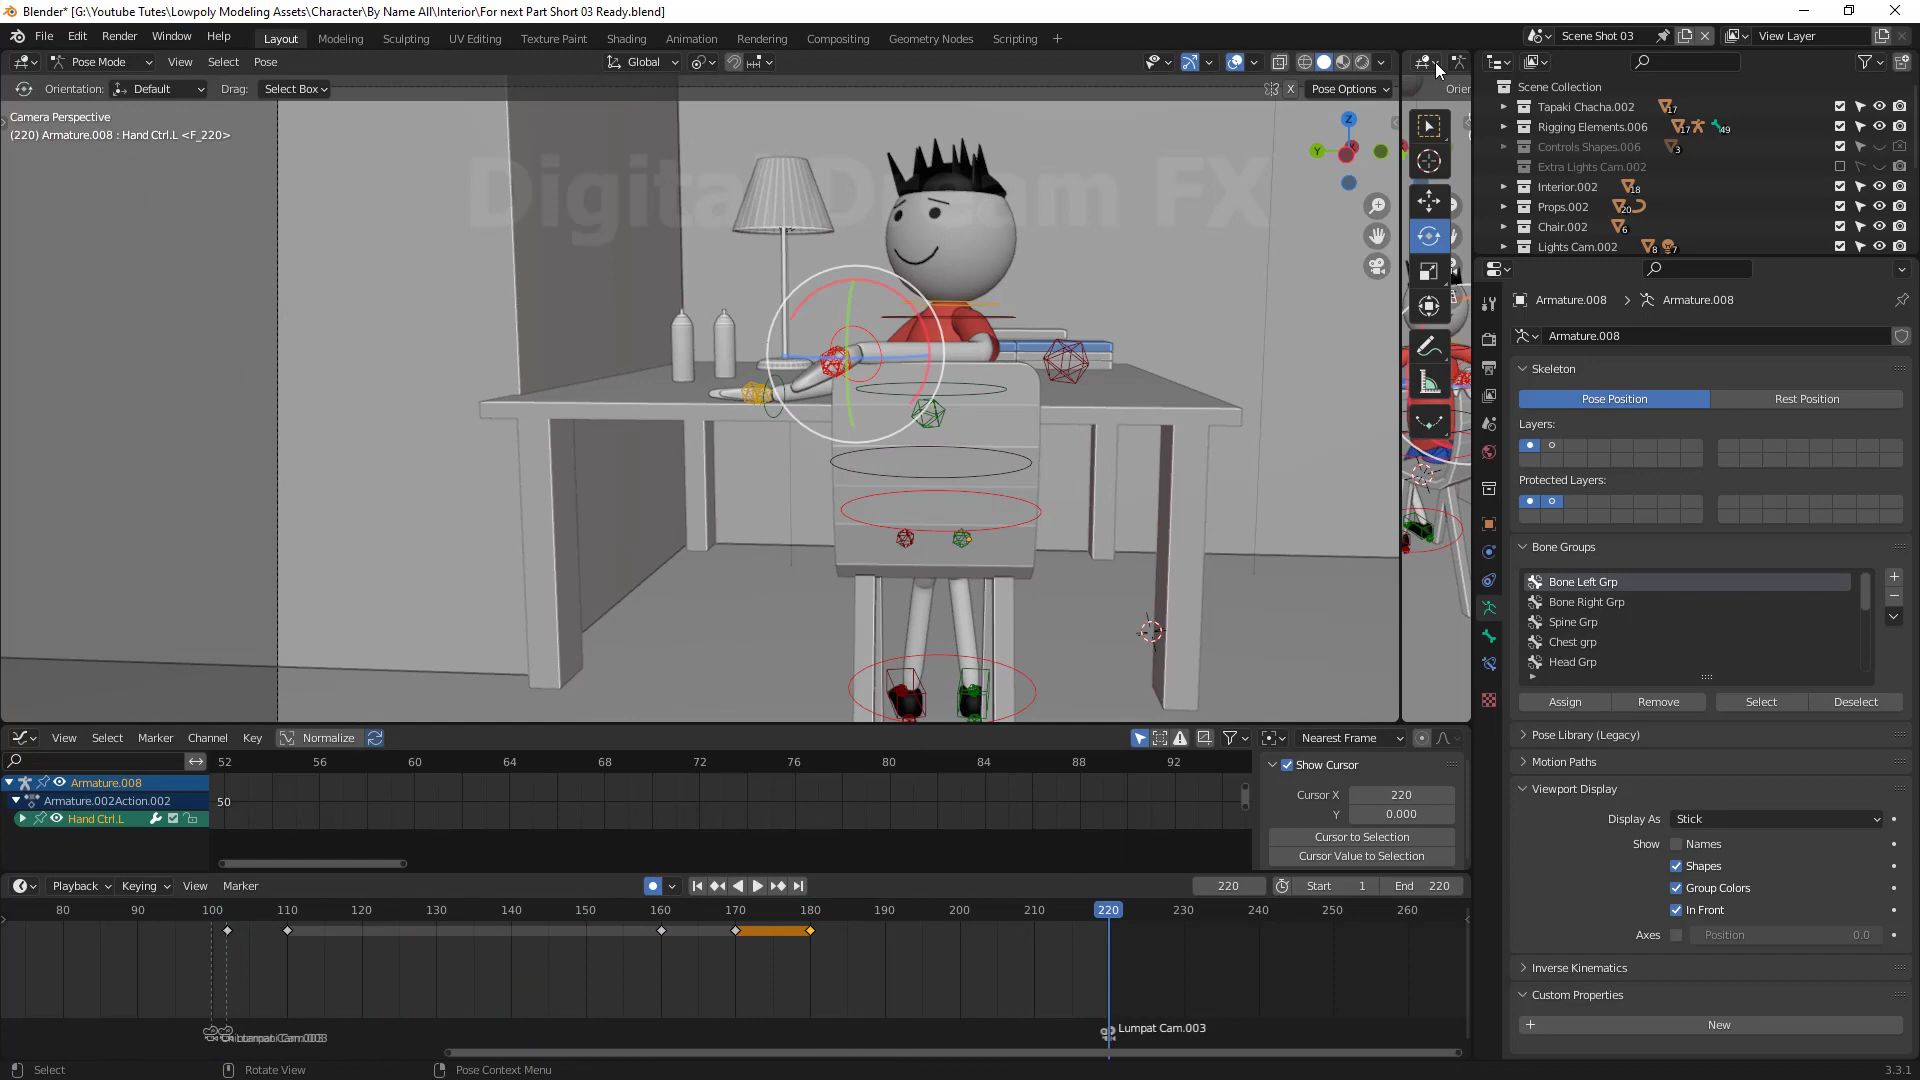 Blender* [G:\Youtube Tutes\Lowpoly Modeling Assets\Character\By Name All\Interior\For next Part Short 03 Ready.blend]
File Edit Render Window Help Layout Modeling Sculpting UV Editing Texture Paint Shading Animation Rendering Compositing Geometry Nodes Scripting + Scene Shot 03 View Layer
Pose Mode View Select Pose Global
Orientation: Default Drag: Select Box X Pose Options Orien
Scene Collection
Tapaki Chacha.002 17
Rigging Elements.006 17 49
Controls Shapes.006 3
Extra Lights Cam.002
Interior.002 18
Props.002 20
Chair.002 6
Lights Cam.002 8 7
Camera Perspective
(220) Armature.008 : Hand Ctrl.L <F_220>
Z
Y
Armature.008 > Armature.008
Armature.008
Skeleton
Pose Position Rest Position
Layers:
Protected Layers:
Bone Groups
Bone Left Grp
Bone Right Grp
Spine Grp
Chest grp
Head Grp
Assign Remove Select Deselect
Pose Library (Legacy)
Motion Paths
Viewport Display
Display As Stick
Show Names
Shapes
Group Colors
In Front
Axes Position 0.0
Inverse Kinematics
Custom Properties
New
View Select Marker Channel Key Normalize Nearest Frame
52 56 60 64 68 72 76 80 84 88 92
Armature.008
Armature.002Action.002
Hand Ctrl.L
50
Show Cursor
Cursor X 220
Y 0.000
Cursor to Selection
Cursor Value to Selection
Playback Keying View Marker 220 Start 1 End 220
80 90 100 110 120 130 140 150 160 170 180 190 200 210 220 230 240 250 260
Lumpat Cam.003
Select Rotate View Pose Context Menu 3.3.1